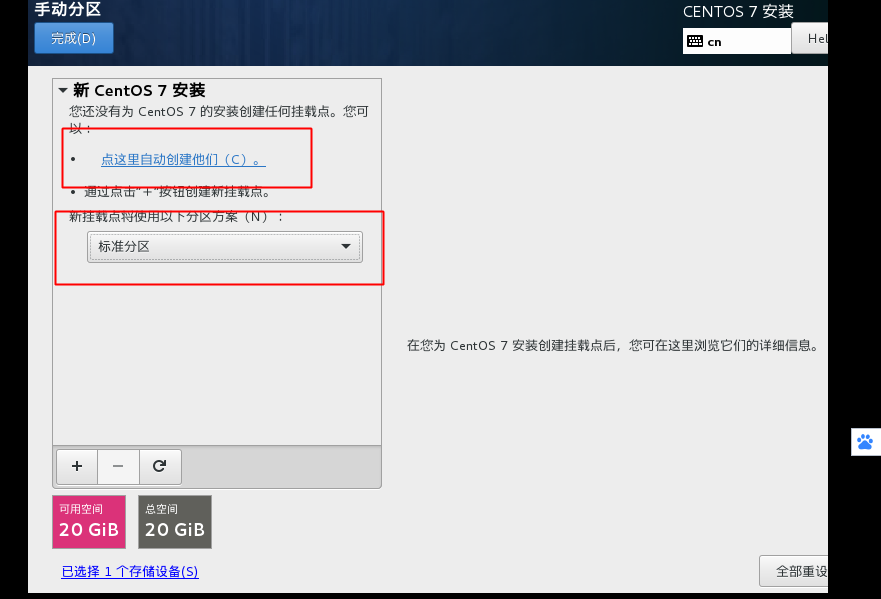 手动分区
CENTOS 7 安装
完成(D)
cn
Hel
新 CentOS 7 安装
您还没有为 CentOS 7 的安装创建任何挂载点。您可
以：
• 点这里自动创建他们（C）。
• 通过点击"＋"按钮创建新挂载点。
新挂载点将使用以下分区方案（N）：
标准分区
在您为 CentOS 7 安装创建挂载点后，您可在这里浏览它们的详细信息。
可用空间
20 GiB
总空间
20 GiB
已选择 1 个存储设备(S)
全部重设